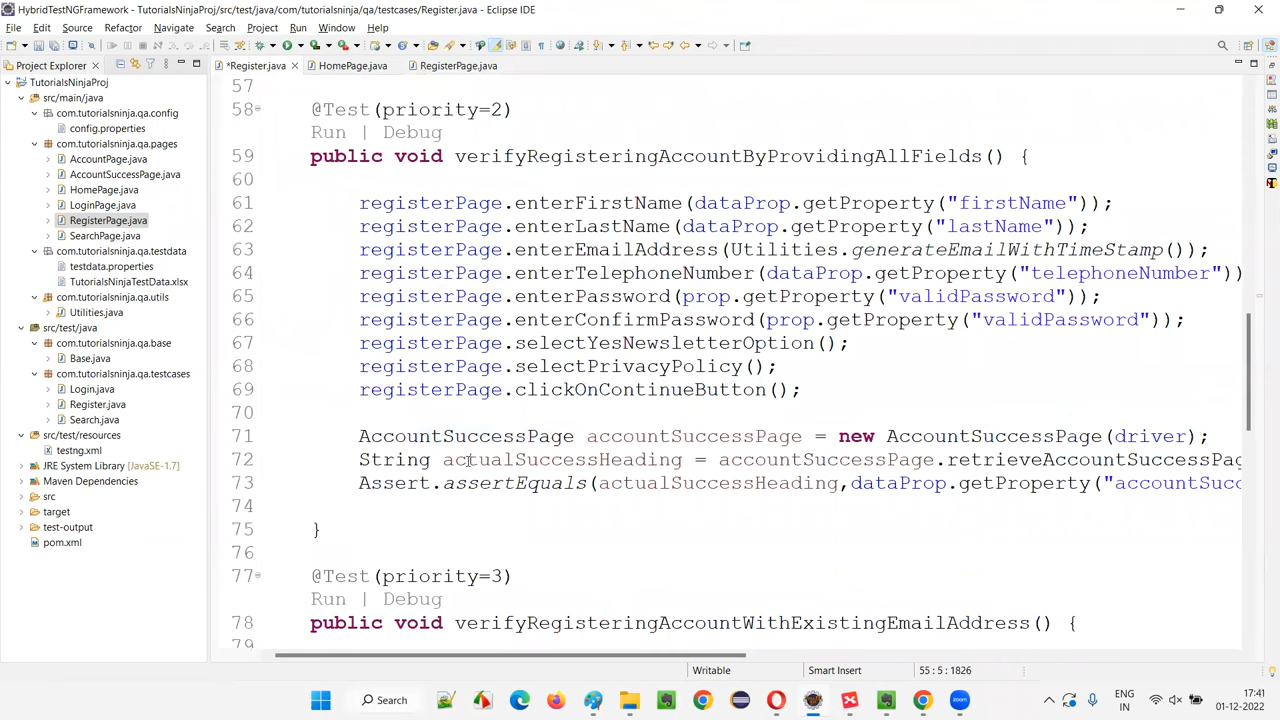 HybridTestNGFramework - TutorialsNinjaProj/src/test/java/com/tutorialsninja/qa/testcases/Register.java - Eclipse IDE
File Edit Source Refactor Navigate Search Project Run Window Help
Project Explorer
*Register.java HomePage.java RegisterPage.java
TutorialsNinjaProj
src/main/java
com.tutorialsninja.qa.config
config.properties
com.tutorialsninja.qa.pages
AccountPage.java
AccountSuccessPage.java
HomePage.java
LoginPage.java
RegisterPage.java
SearchPage.java
com.tutorialsninja.qa.testdata
testdata.properties
TutorialsNinjaTestData.xlsx
com.tutorialsninja.qa.utils
Utilities.java
src/test/java
com.tutorialsninja.qa.base
Base.java
com.tutorialsninja.qa.testcases
Login.java
Register.java
Search.java
src/test/resources
testng.xml
JRE System Library [JavaSE-1.7]
Maven Dependencies
src
target
test-output
pom.xml
57
58 @Test(priority=2)
Run | Debug
59 public void verifyRegisteringAccountByProvidingAllFields() {
60
61 registerPage.enterFirstName(dataProp.getProperty("firstName"));
62 registerPage.enterLastName(dataProp.getProperty("lastName"));
63 registerPage.enterEmailAddress(Utilities.generateEmailWithTimeStamp());
64 registerPage.enterTelephoneNumber(dataProp.getProperty("telephoneNumber"))
65 registerPage.enterPassword(prop.getProperty("validPassword"));
66 registerPage.enterConfirmPassword(prop.getProperty("validPassword"));
67 registerPage.selectYesNewsletterOption();
68 registerPage.selectPrivacyPolicy();
69 registerPage.clickOnContinueButton();
70
71 AccountSuccessPage accountSuccessPage = new AccountSuccessPage(driver);
72 String actualSuccessHeading = accountSuccessPage.retrieveAccountSuccessPag
73 Assert.assertEquals(actualSuccessHeading,dataProp.getProperty("accountSucc
74
75 }
76
77 @Test(priority=3)
Run | Debug
78 public void verifyRegisteringAccountWithExistingEmailAddress() {
79
Writable Smart Insert 55 : 5 : 1826
Search
ENG
IN
17:41
01-12-2022